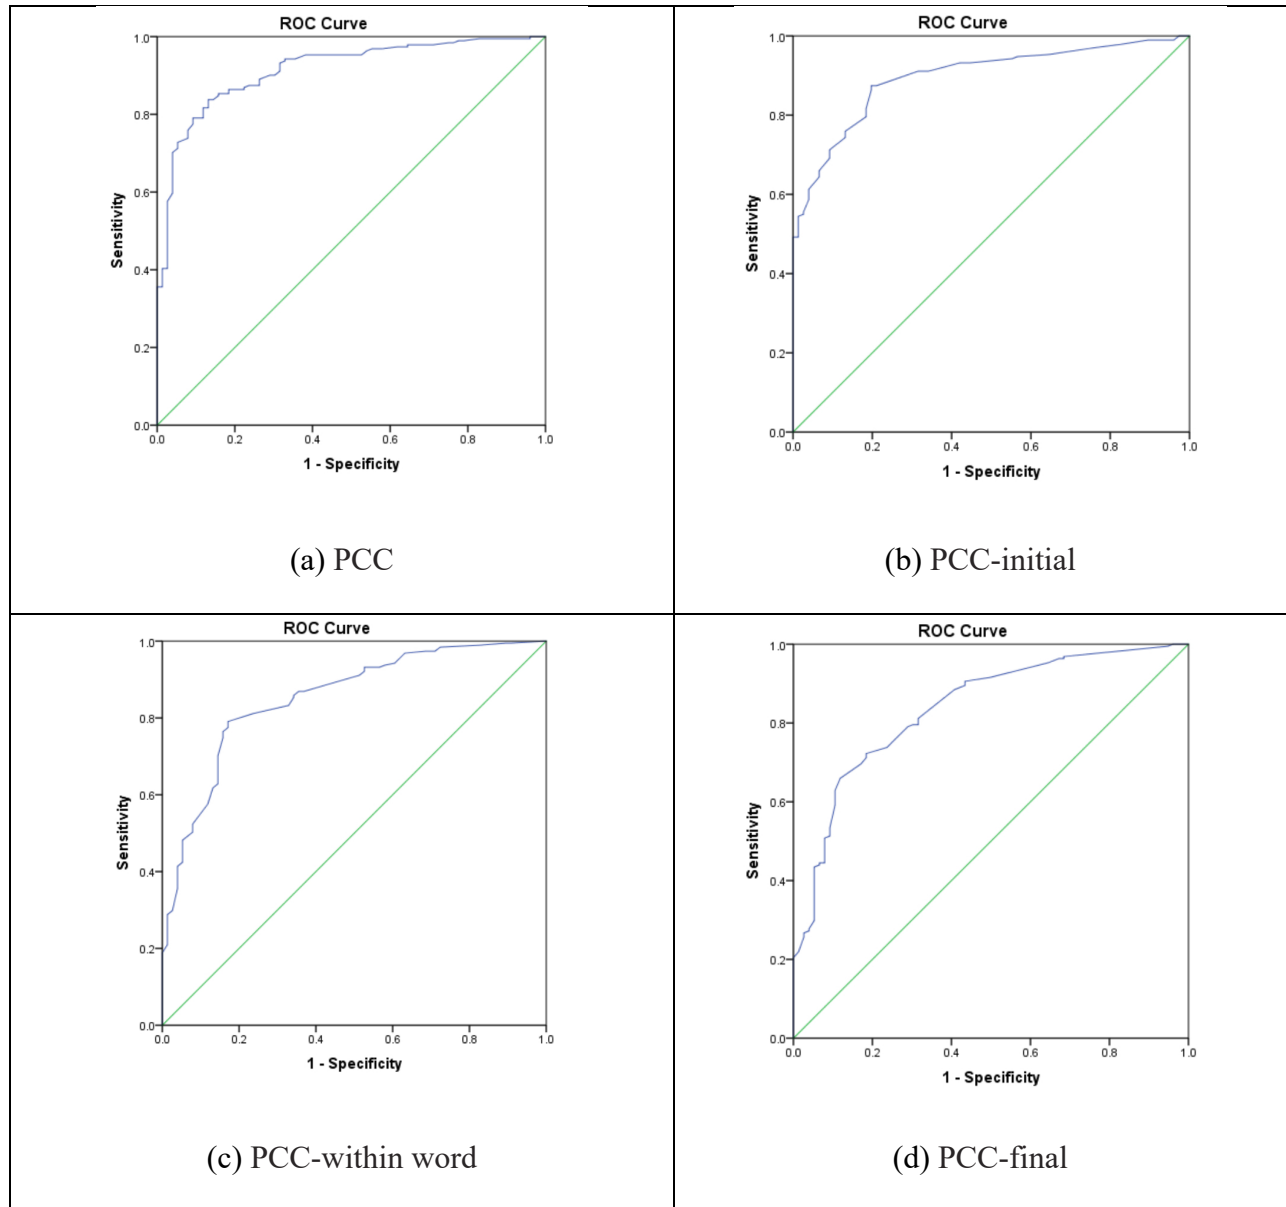 ROC Curve
1.0
0.8
0.6
0.4
0.2
0.0
Sensitivity
0.0 0.2 0.4 0.6 0.8 1.0
1 - Specificity
(a) PCC
ROC Curve
1.0
0.8
0.6
0.4
0.2
0.0
Sensitivity
0.0 0.2 0.4 0.6 0.8 1.0
1 - Specificity
(b) PCC-initial
ROC Curve
1.0
0.8
0.6
0.4
0.2
0.0
Sensitivity
0.0 0.2 0.4 0.6 0.8 1.0
1 - Specificity
(c) PCC-within word
ROC Curve
1.0
0.8
0.6
0.4
0.2
0.0
Sensitivity
0.0 0.2 0.4 0.6 0.8 1.0
1 - Specificity
(d) PCC-final